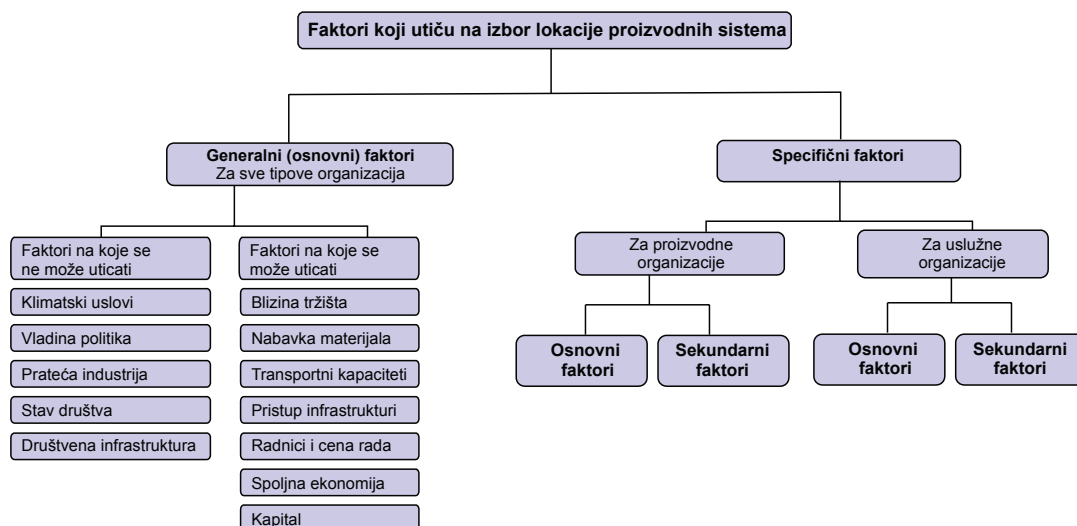 Faktori koji utiču na izbor lokacije proizvodnih sistema
Generalni (osnovni) faktori
Za sve tipove organizacija
Specifični faktori
Faktori na koje se
ne može uticati
Faktori na koje se
može uticati
Za proizvodne
organizacije
Za uslužne
organizacije
Klimatski uslovi
Vladina politika
Prateća industrija
Stav društva
Društvena infrastruktura
Blizina tržišta
Nabavka materijala
Transportni kapaciteti
Pristup infrastrukturi
Radnici i cena rada
Spoljna ekonomija
Kapital
Osnovni
faktori
Sekundarni
faktori
Osnovni
faktori
Sekundarni
faktori